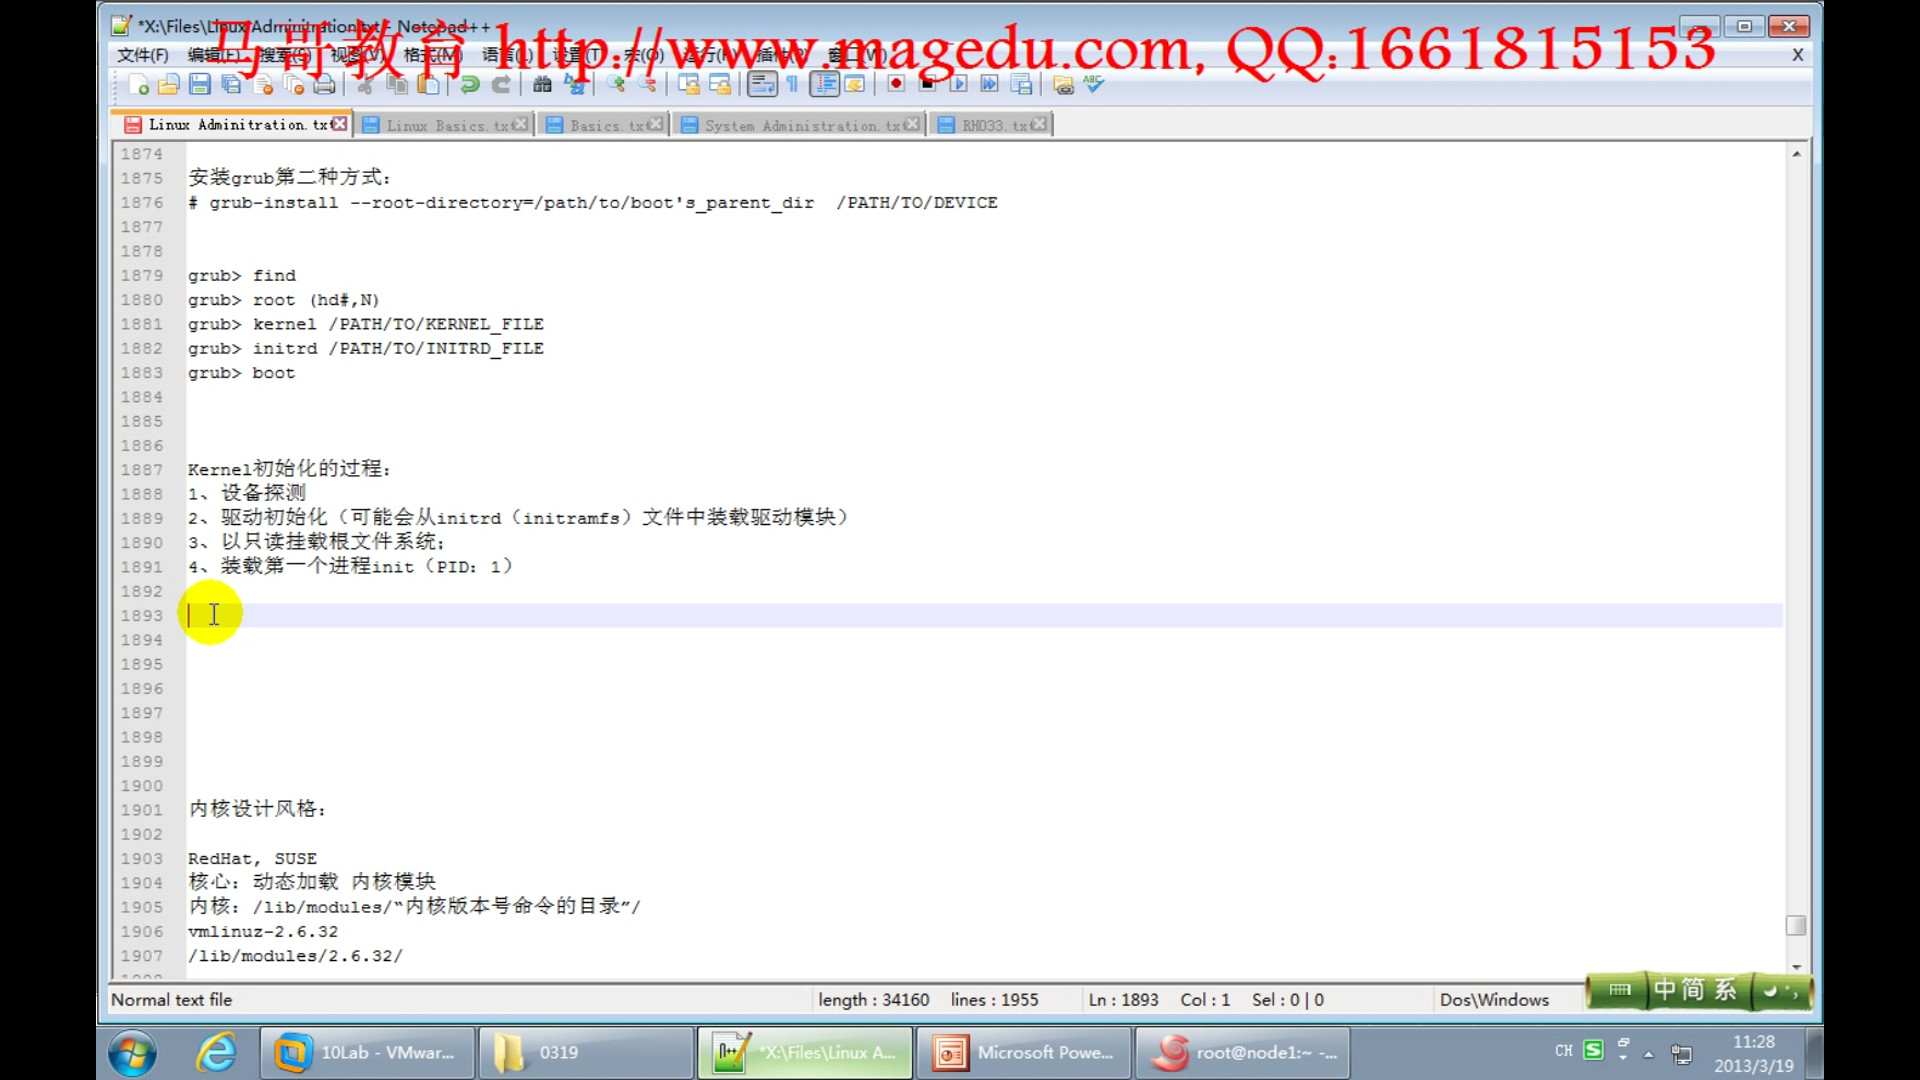 *X:\Files\Linux Adminitration.txt - Notepad++
马哥教育 http://www.magedu.com, QQ:1661815153
文件(F) 编辑(E) 搜索(S) 视图(V) 格式(M) 语言(L) 设置(T) 宏(O) 运行(R) 插件(P) 窗口(W) X
Linux Adminitration.txt Linux Basics.txt Basics.txt System Administration.txt RH033.txt
1874
1875 安装grub第二种方式:
1876 # grub-install --root-directory=/path/to/boot's_parent_dir /PATH/TO/DEVICE
1877
1878
1879 grub> find
1880 grub> root (hd#,N)
1881 grub> kernel /PATH/TO/KERNEL_FILE
1882 grub> initrd /PATH/TO/INITRD_FILE
1883 grub> boot
1884
1885
1886
1887 Kernel初始化的过程:
1888 1、设备探测
1889 2、驱动初始化（可能会从initrd（initramfs）文件中装载驱动模块）
1890 3、以只读挂载根文件系统;
1891 4、装载第一个进程init（PID: 1）
1892
1893
1894
1895
1896
1897
1898
1899
1900
1901 内核设计风格:
1902
1903 RedHat, SUSE
1904 核心: 动态加载 内核模块
1905 内核: /lib/modules/“内核版本号命令的目录”/
1906 vmlinuz-2.6.32
1907 /lib/modules/2.6.32/
Normal text file length : 34160 lines : 1955 Ln : 1893 Col : 1 Sel : 0 | 0 Dos\Windows
中 简 系
10Lab - VMwar... 0319 *X:\Files\Linux A... Microsoft Powe... root@node1:~ -... CH 11:28
2013/3/19